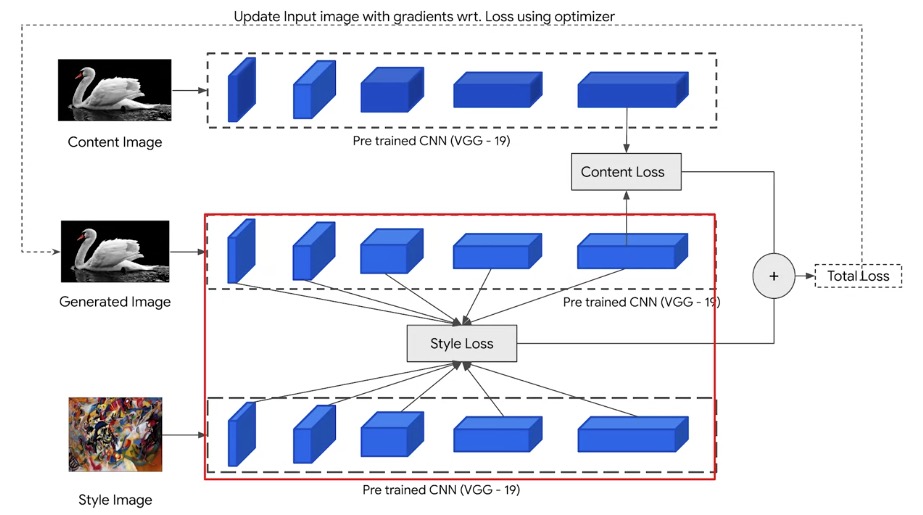 Update Input image with gradients wrt. Loss using optimizer
Content Image
Pre trained CNN (VGG - 19)
Content Loss
Generated Image
Pre trained CNN (VGG - 19)
+
Total Loss
Style Loss
Style Image
Pre trained CNN (VGG - 19)